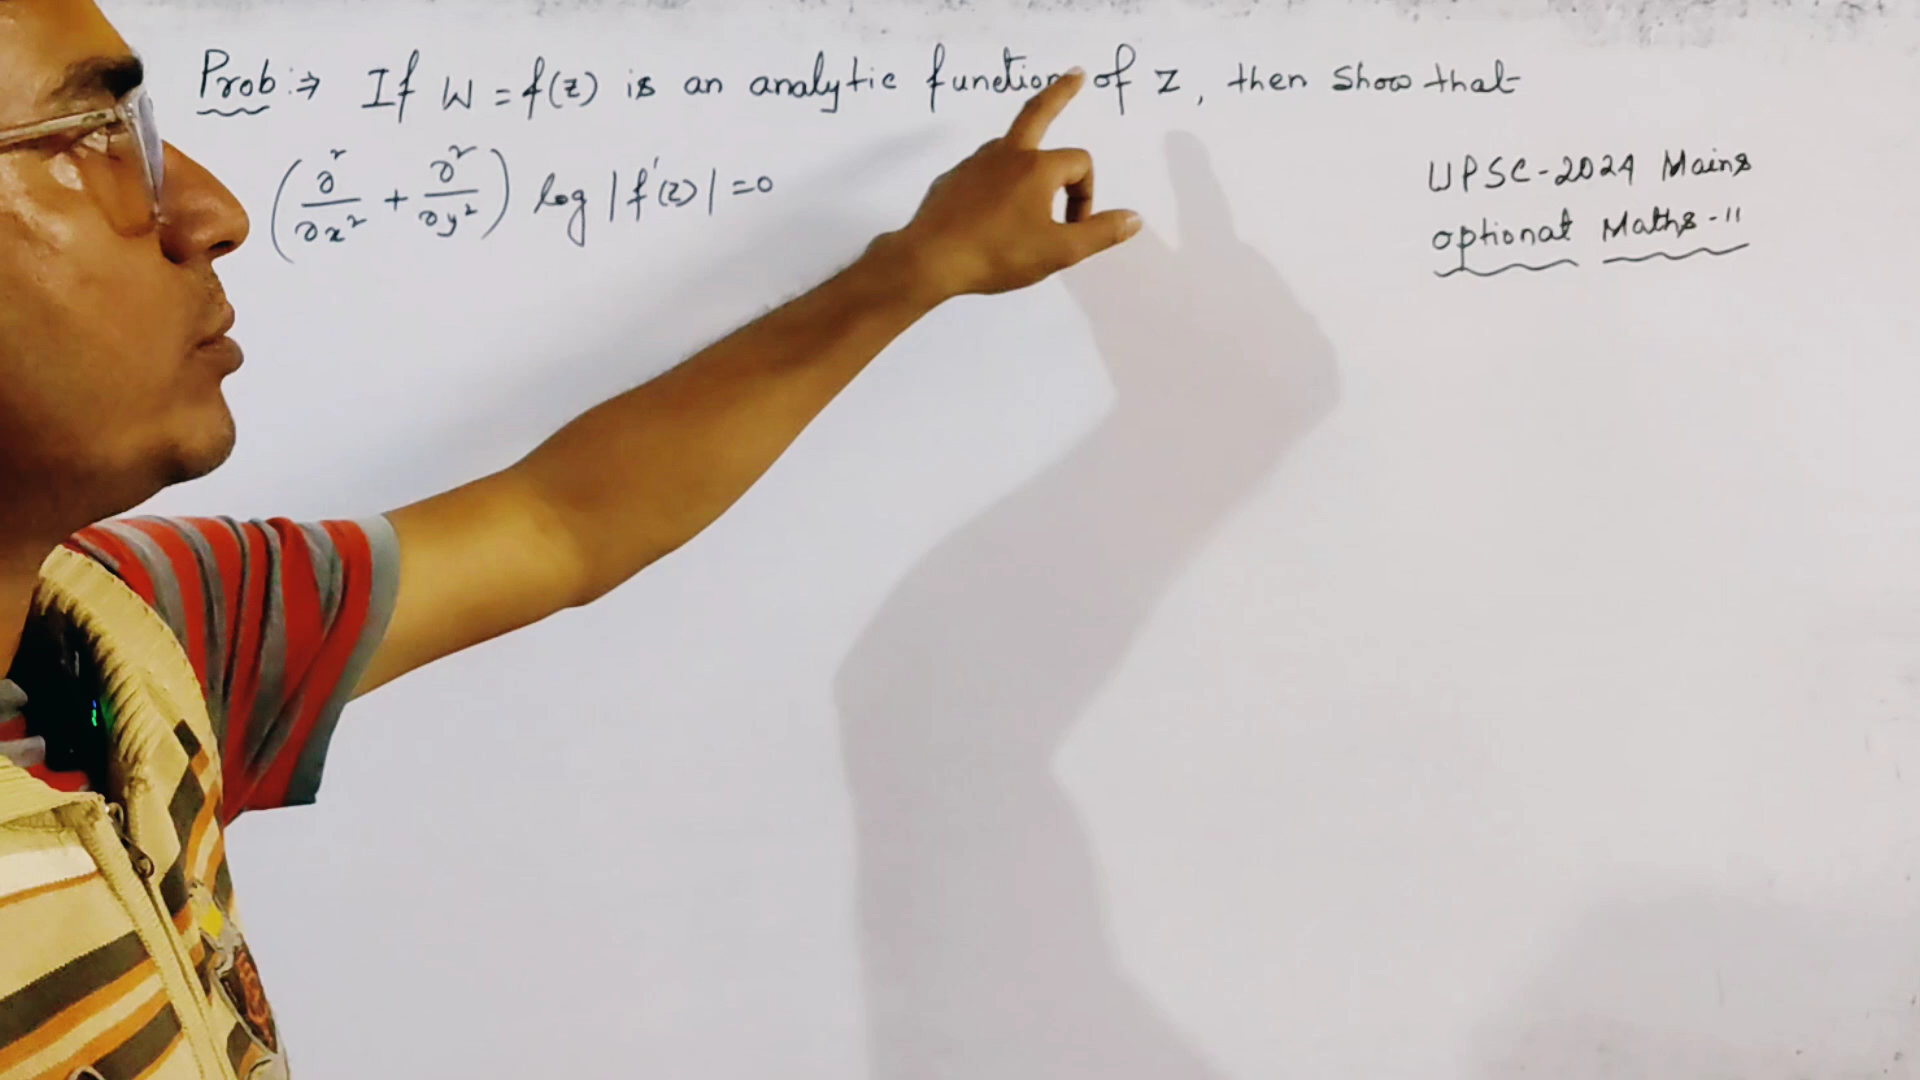 Prob :⇒ If W = f(z) is an analytic function of z, then show that
(∂²/∂x² + ∂²/∂y²) log |f'(z)| = 0
UPSC-2024 Mains
optional Maths-11